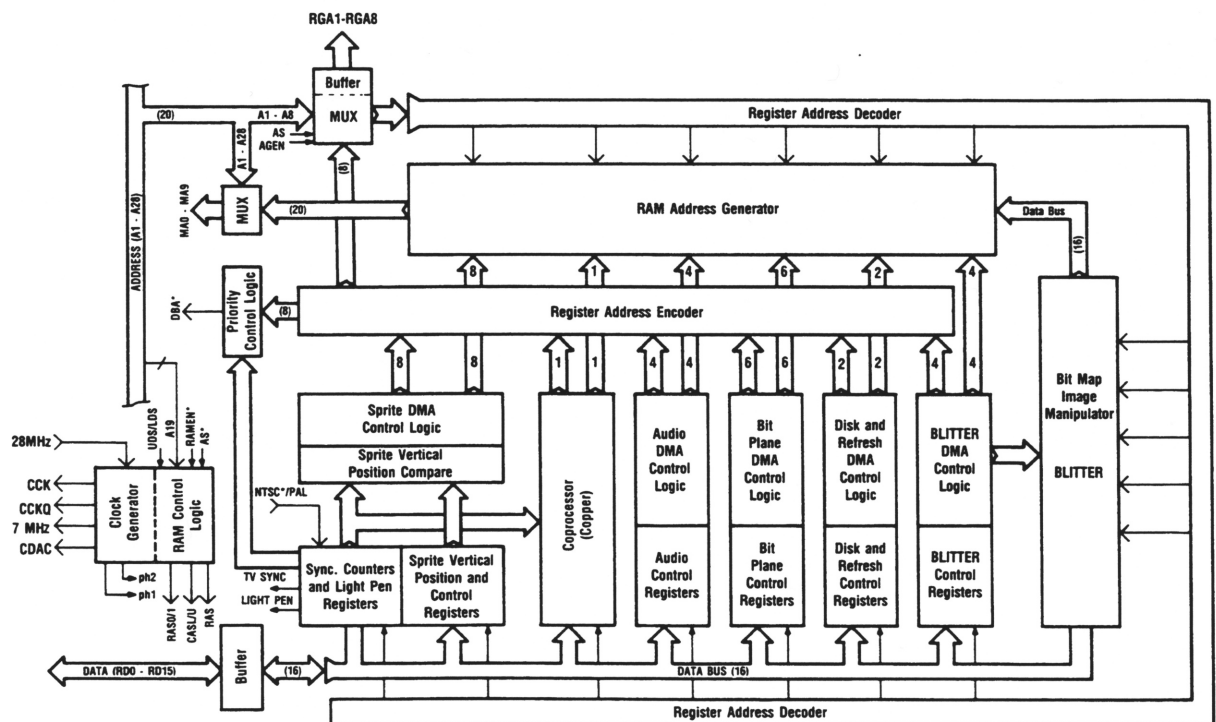 RGA1-RGA8
Buffer
MUX
(20)
A1 - A8
AS
AGEN
A1 - A28
(8)
Register Address Decoder
ADDRESS (A1 - A28)
MA0 - MA9
MUX
(20)
RAM Address Generator
Data Bus
(16)
8
1
4
6
2
4
DBA*
Priority
Control Logic
(8)
Register Address Encoder
8
8
1
1
4
4
6
6
2
2
4
4
Sprite DMA
Control Logic
Sprite Vertical
Position Compare
Coprocessor
(Copper)
Audio
DMA
Control
Logic
Audio
Control
Registers
Bit
Plane
DMA
Control
Logic
Bit
Plane
Control
Registers
Disk and
Refresh
DMA
Control
Logic
Disk and
Refresh
Control
Registers
BLITTER
DMA
Control
Logic
BLITTER
Control
Registers
Bit Map
Image
Manipulator
BLITTER
28MHz
UDS/LDS
A19
RAMEN*
AS*
CCK
CCKQ
7 MHz
CDAC
Clock
Generator
RAM Control
Logic
ph2
ph1
RAS0/1
CASL/U
RAS
NTSC*/PAL
TV SYNC
LIGHT PEN
Sync. Counters
and Light Pen
Registers
Sprite Vertical
Position and
Control
Registers
DATA (RD0 - RD15)
Buffer
(16)
DATA BUS (16)
Register Address Decoder